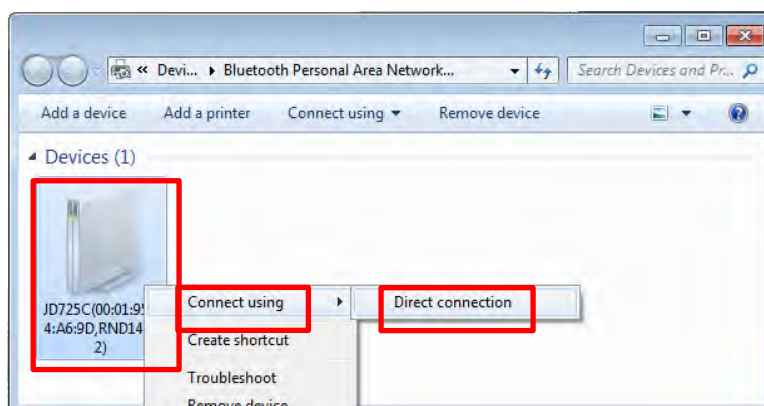 « Devi... ▸ Bluetooth Personal Area Network...
Search Devices and Pr...
Add a device Add a printer Connect using Remove device
Devices (1)
JD725C(00:01:95
4:A6:9D,RND14
2)
Connect using
Direct connection
Create shortcut
Troubleshoot
Remove device